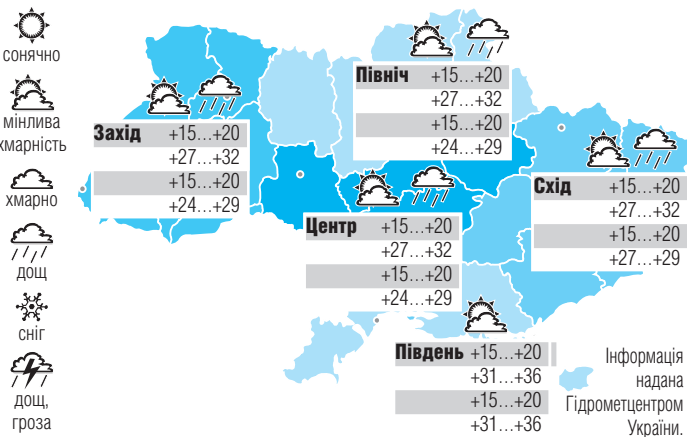 сонячно
мінлива
хмарність
хмарно
дощ
сніг
дощ,
гроза
Північ +15...+20
+27...+32
+15...+20
+24...+29
Захід +15...+20
+27...+32
+15...+20
+24...+29
Схід +15...+20
+27...+32
+15...+20
+27...+29
Центр +15...+20
+27...+32
+15...+20
+24...+29
Південь +15...+20
+31...+36
+15...+20
+31...+36
Інформація
надана
Гідрометцентром
України.